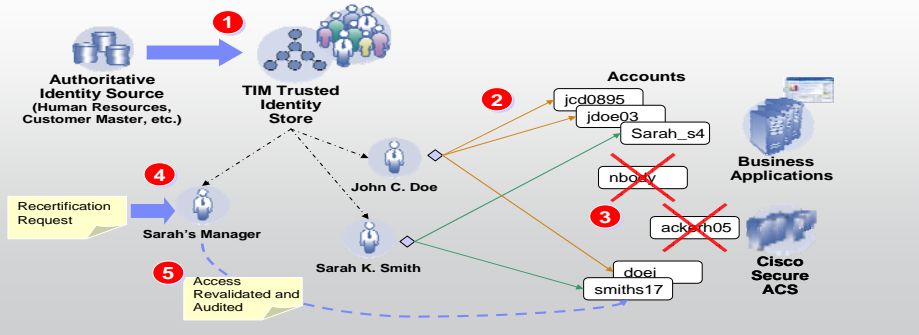 1
Authoritative
Identity Source
(Human Resources,
Customer Master, etc.)
TIM Trusted
Identity
Store
2
Accounts
jcd0895
jdoe03
Sarah_s4
nbody
3
ackerh05
Business
Applications
Cisco
Secure
ACS
John C. Doe
4
Recertification
Request
Sarah's Manager
Sarah K. Smith
5
Access
Revalidated and
Audited
doej
smiths17